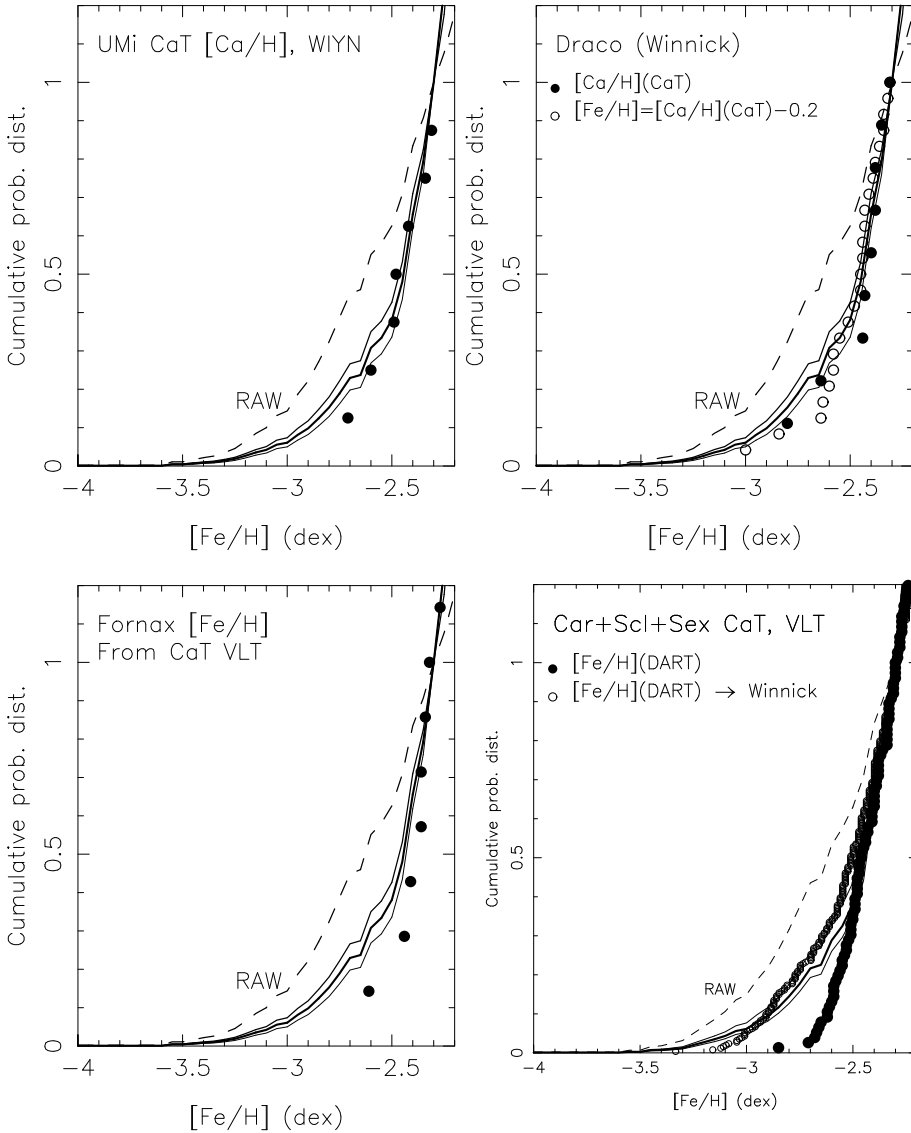 UMi CaT [Ca/H], WIYN
RAW
Cumulative prob. dist.
0
0.5
1
−4
−3.5
−3
−2.5
[Fe/H] (dex)
Draco (Winnick)
[Ca/H](CaT)
[Fe/H]=[Ca/H](CaT)−0.2
RAW
Cumulative prob. dist.
0
0.5
1
−4
−3.5
−3
−2.5
[Fe/H] (dex)
Fornax [Fe/H]
From CaT VLT
RAW
Cumulative prob. dist.
0
0.5
1
−4
−3.5
−3
−2.5
[Fe/H] (dex)
Car+Scl+Sex CaT, VLT
[Fe/H](DART)
[Fe/H](DART) → Winnick
RAW
Cumulative prob. dist.
0
0.5
1
−4
−3.5
−3
−2.5
[Fe/H] (dex)